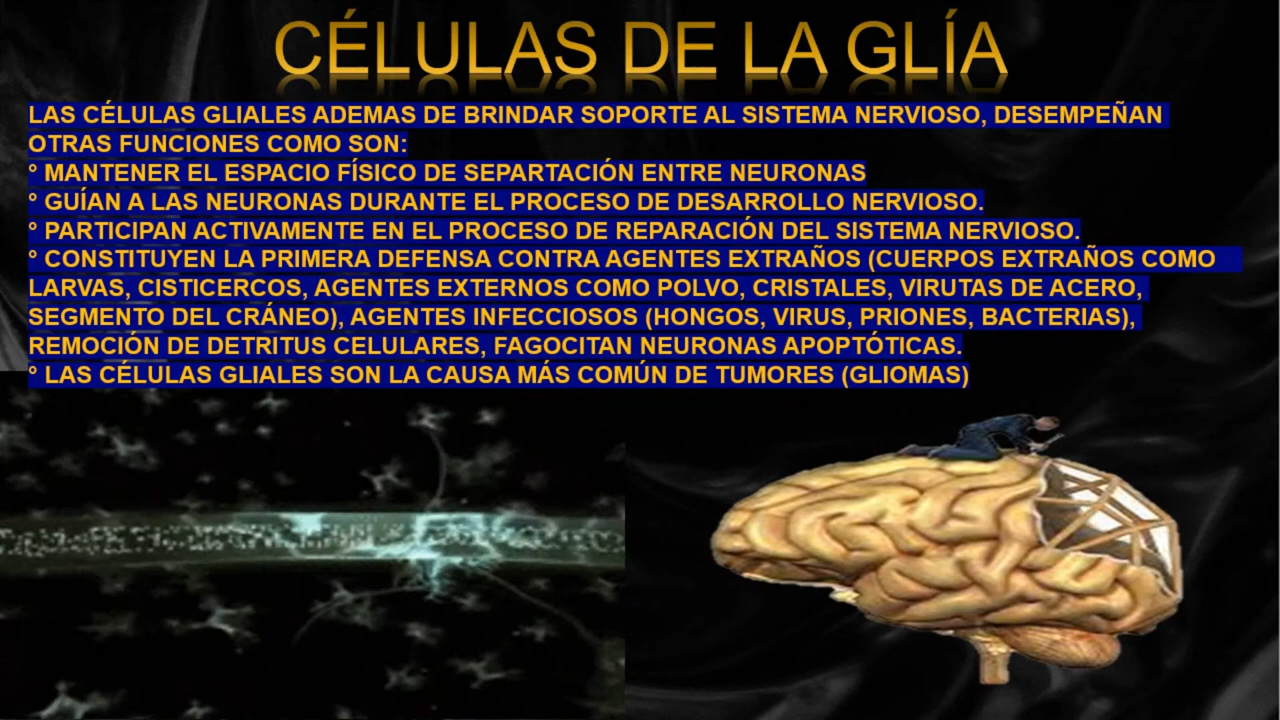 CÉLULAS DE LA GLÍA
LAS CÉLULAS GLIALES ADEMAS DE BRINDAR SOPORTE AL SISTEMA NERVIOSO, DESEMPEÑAN
OTRAS FUNCIONES COMO SON:
° MANTENER EL ESPACIO FÍSICO DE SEPARTACIÓN ENTRE NEURONAS
° GUÍAN A LAS NEURONAS DURANTE EL PROCESO DE DESARROLLO NERVIOSO.
° PARTICIPAN ACTIVAMENTE EN EL PROCESO DE REPARACIÓN DEL SISTEMA NERVIOSO.
° CONSTITUYEN LA PRIMERA DEFENSA CONTRA AGENTES EXTRAÑOS (CUERPOS EXTRAÑOS COMO
LARVAS, CISTICERCOS, AGENTES EXTERNOS COMO POLVO, CRISTALES, VIRUTAS DE ACERO,
SEGMENTO DEL CRÁNEO), AGENTES INFECCIOSOS (HONGOS, VIRUS, PRIONES, BACTERIAS),
REMOCIÓN DE DETRITUS CELULARES, FAGOCITAN NEURONAS APOPTÓTICAS.
° LAS CÉLULAS GLIALES SON LA CAUSA MÁS COMÚN DE TUMORES (GLIOMAS)